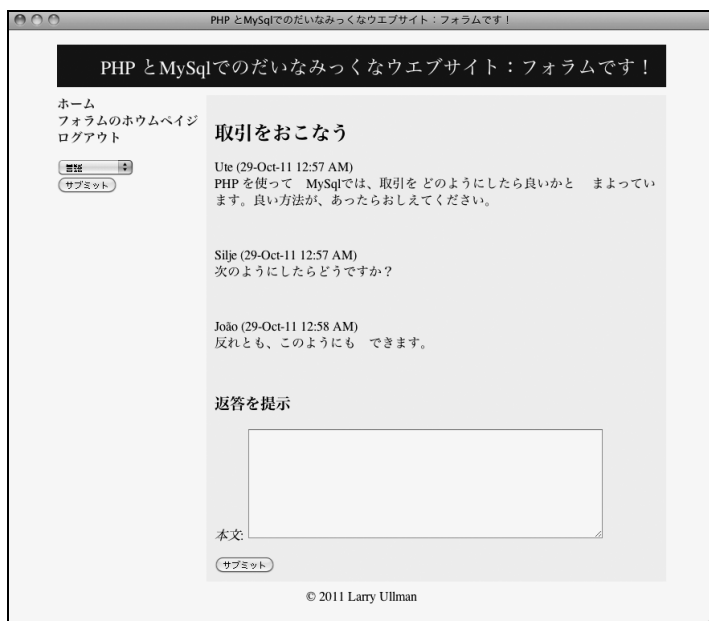 PHP とMySqlでのだいなみっくなウエブサイト：フォラムです！
PHP とMySqlでのだいなみっくなウエブサイト：フォラムです！
ホーム
フォラムのホウムペイジ
ログアウト
言語
サブミット
取引をおこなう
Ute (29-Oct-11 12:57 AM)
PHP を使って　MySqlでは、取引を どのようにしたら良いかと　まよってい
ます。良い方法が、あったらおしえてください。
Silje (29-Oct-11 12:57 AM)
次のようにしたらどうですか？
João (29-Oct-11 12:58 AM)
反れとも、このようにも　できます。
返答を提示
本文:
サブミット
© 2011 Larry Ullman